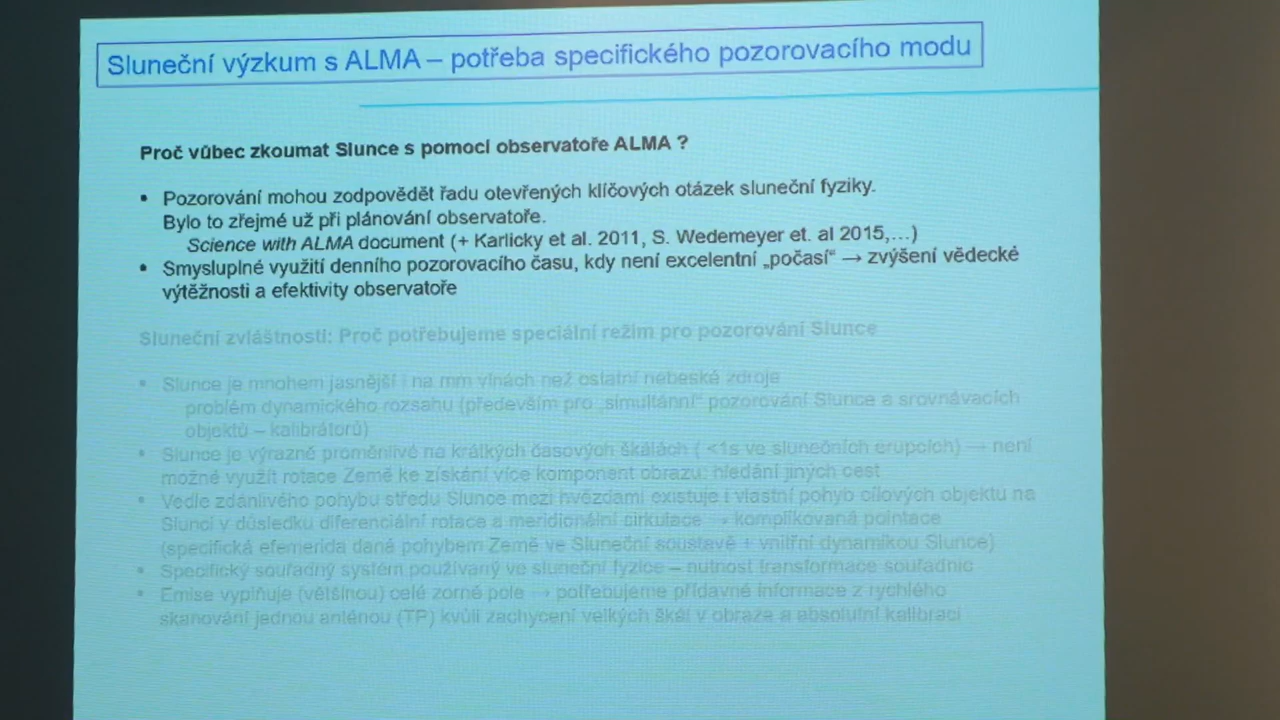 Sluneční výzkum s ALMA – potřeba specifického pozorovacího modu
Proč vůbec zkoumat Slunce s pomocí observatoře ALMA ?
• Pozorování mohou zodpovědět řadu otevřených klíčových otázek sluneční fyziky.
Bylo to zřejmé už při plánování observatoře.
Science with ALMA document (+ Karlicky et al. 2011, S. Wedemeyer et. al 2015,…)
• Smysluplné využití denního pozorovacího času, kdy není excelentní „počasí“ → zvýšení vědecké
výtěžnosti a efektivity observatoře
Sluneční zvláštnosti: Proč potřebujeme speciální režim pro pozorování Slunce
• Slunce je mnohem jasnější i na mm vlnách než ostatní nebeské zdroje
problém dynamického rozsahu (především pro „simultánní“ pozorování Slunce a srovnávacích
objektů – kalibrátorů)
• Slunce je výrazně proměnlivé na krátkých časových škálách ( <1s ve slunečních erupcích) → není
možné využít rotace Země ke získání více komponent obrazu: hledání jiných cest
• Vedle zdánlivého pohybu středu Slunce mezi hvězdami existuje i vlastní pohyb cílových objektů na
Slunci v důsledku diferenciální rotace a meridionální cirkulace → komplikovaná pointace
(specifická efemerida daná pohybem Země ve Sluneční soustavě + vnitřní dynamikou Slunce)
• Specifický souřadný systém používaný ve sluneční fyzice – nutnost transformace souřadnic
• Emise vyplňuje (většinou) celé zorné pole → potřebujeme přídavné informace z rychlého
skanování jednou anténou (TP) kvůli zachycení velkých škál v obraze a absolutní kalibraci